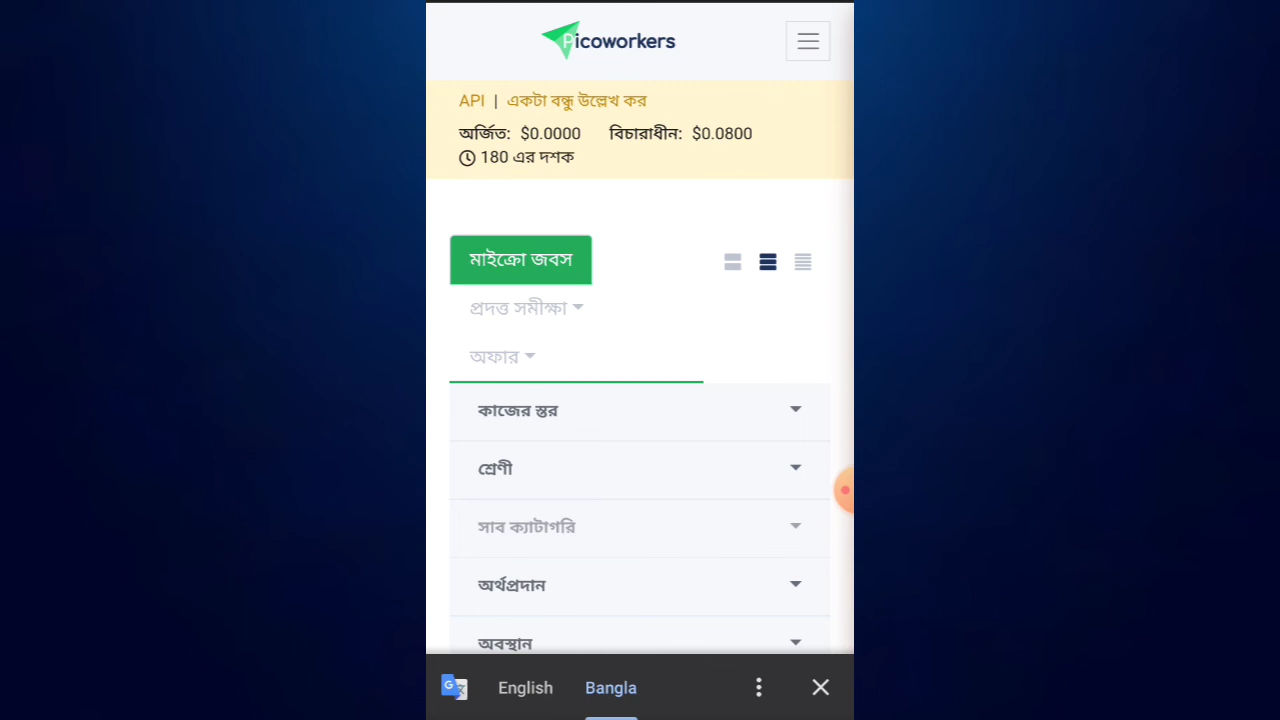 Picoworkers
API | একটা বন্ধু উল্লেখ কর
অর্জিত: $0.0000 বিচারাধীন: $0.0800
180 এর দশক
মাইক্রো জবস
প্রদত্ত সমীক্ষা
অফার
কাজের স্তর
শ্রেণী
সাব ক্যাটাগরি
অর্থপ্রদান
অবস্থান
English Bangla